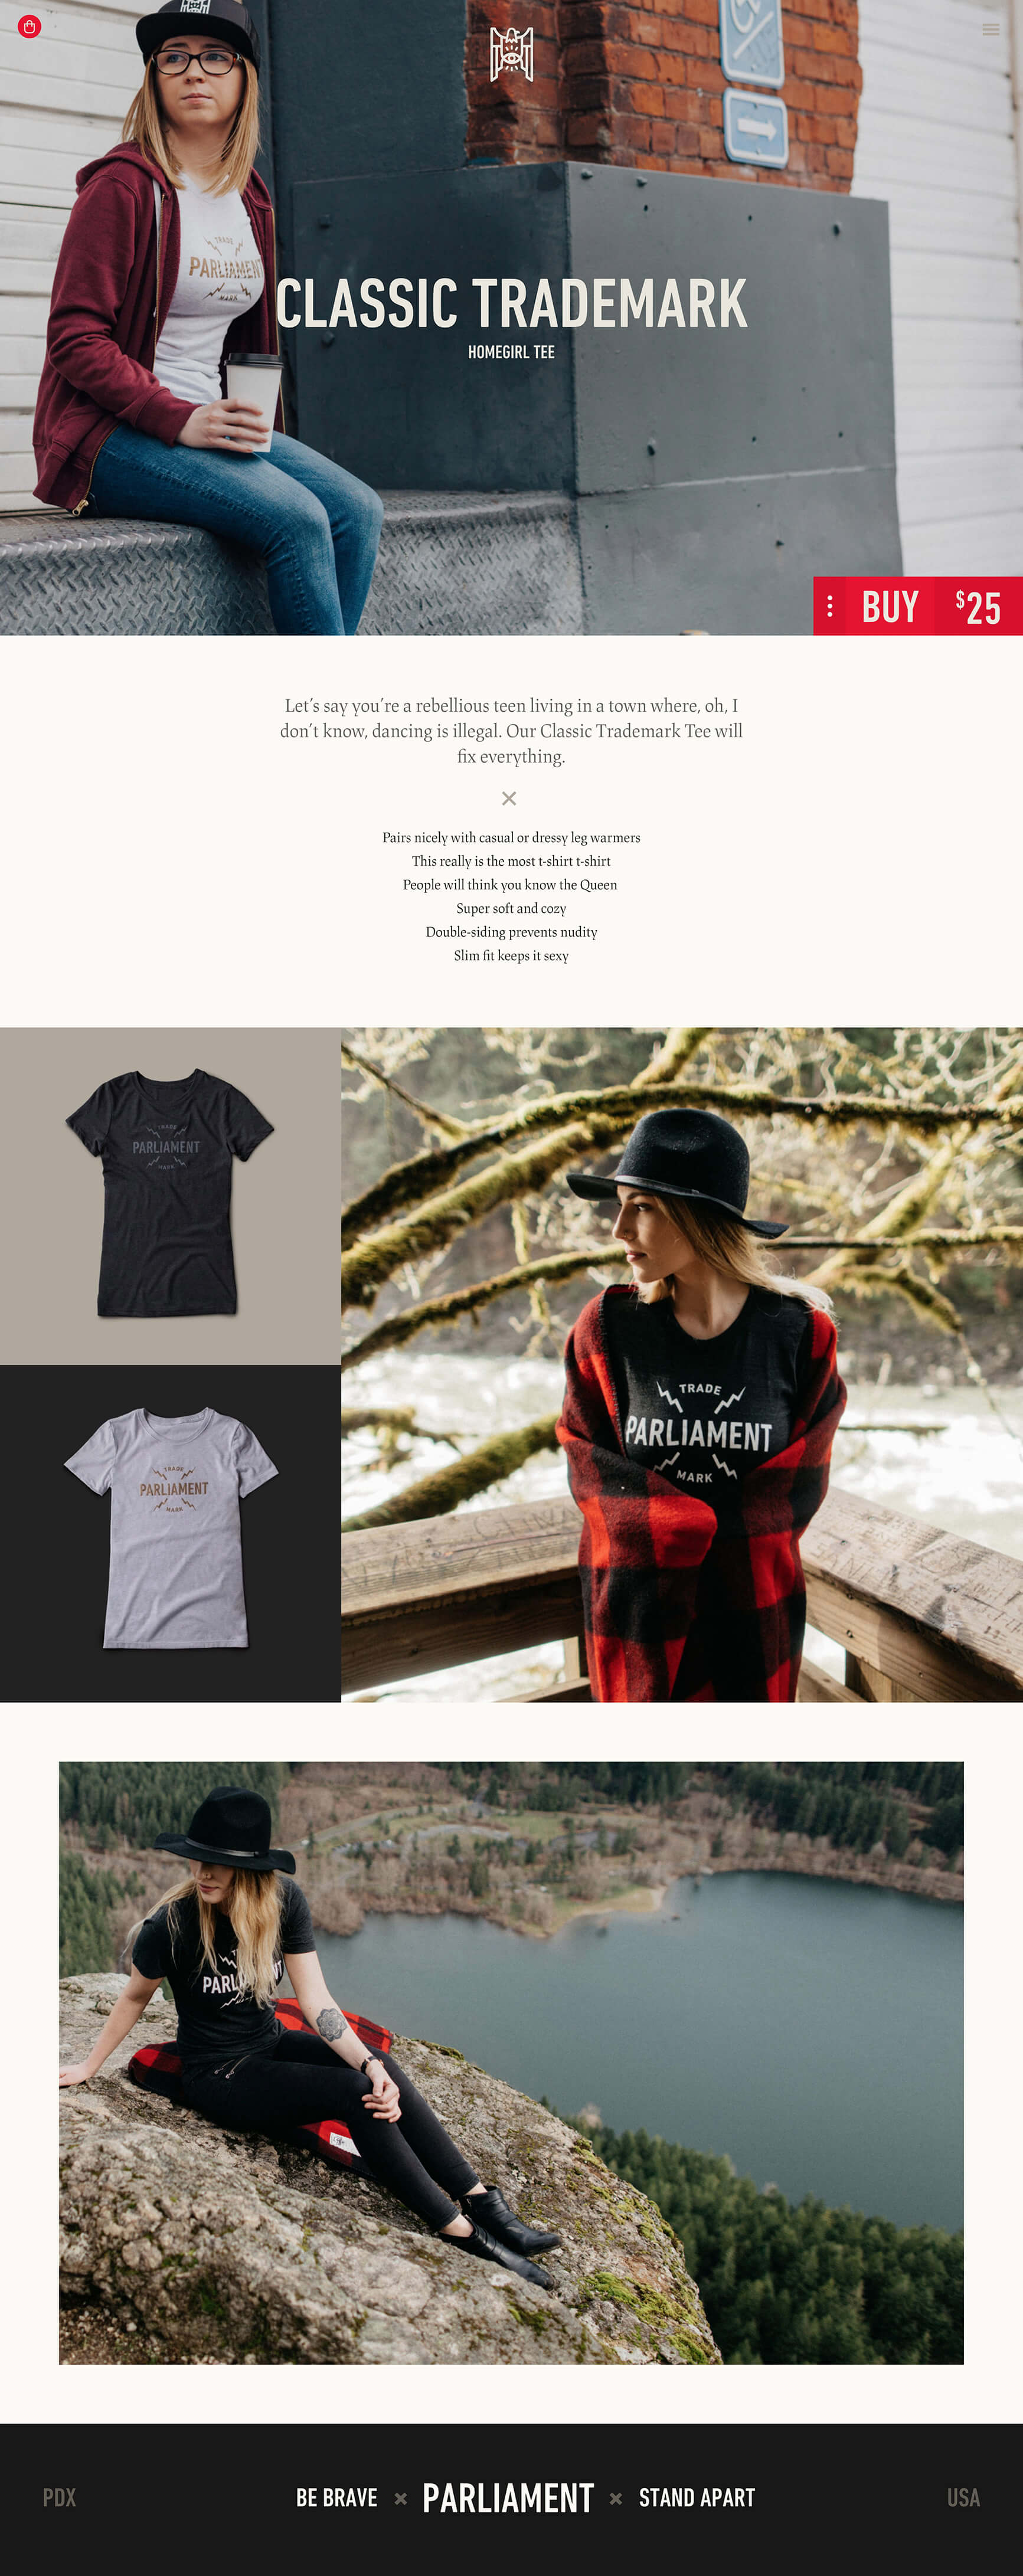 TRADE
PARLIAMENT
MARK
CLASSIC TRADEMARK
HOMEGIRL TEE
BUY $25
Let’s say you’re a rebellious teen living in a town where, oh, I
don’t know, dancing is illegal. Our Classic Trademark Tee will
fix everything.
Pairs nicely with casual or dressy leg warmers
This really is the most t-shirt t-shirt
People will think you know the Queen
Super soft and cozy
Double-siding prevents nudity
Slim fit keeps it sexy
TRADE
PARLIAMENT
MARK
TRADE
PARLIAMENT
MARK
TRADE
PARLIAMENT
MARK
PARLIAMENT
PDX BE BRAVE × PARLIAMENT × STAND APART USA